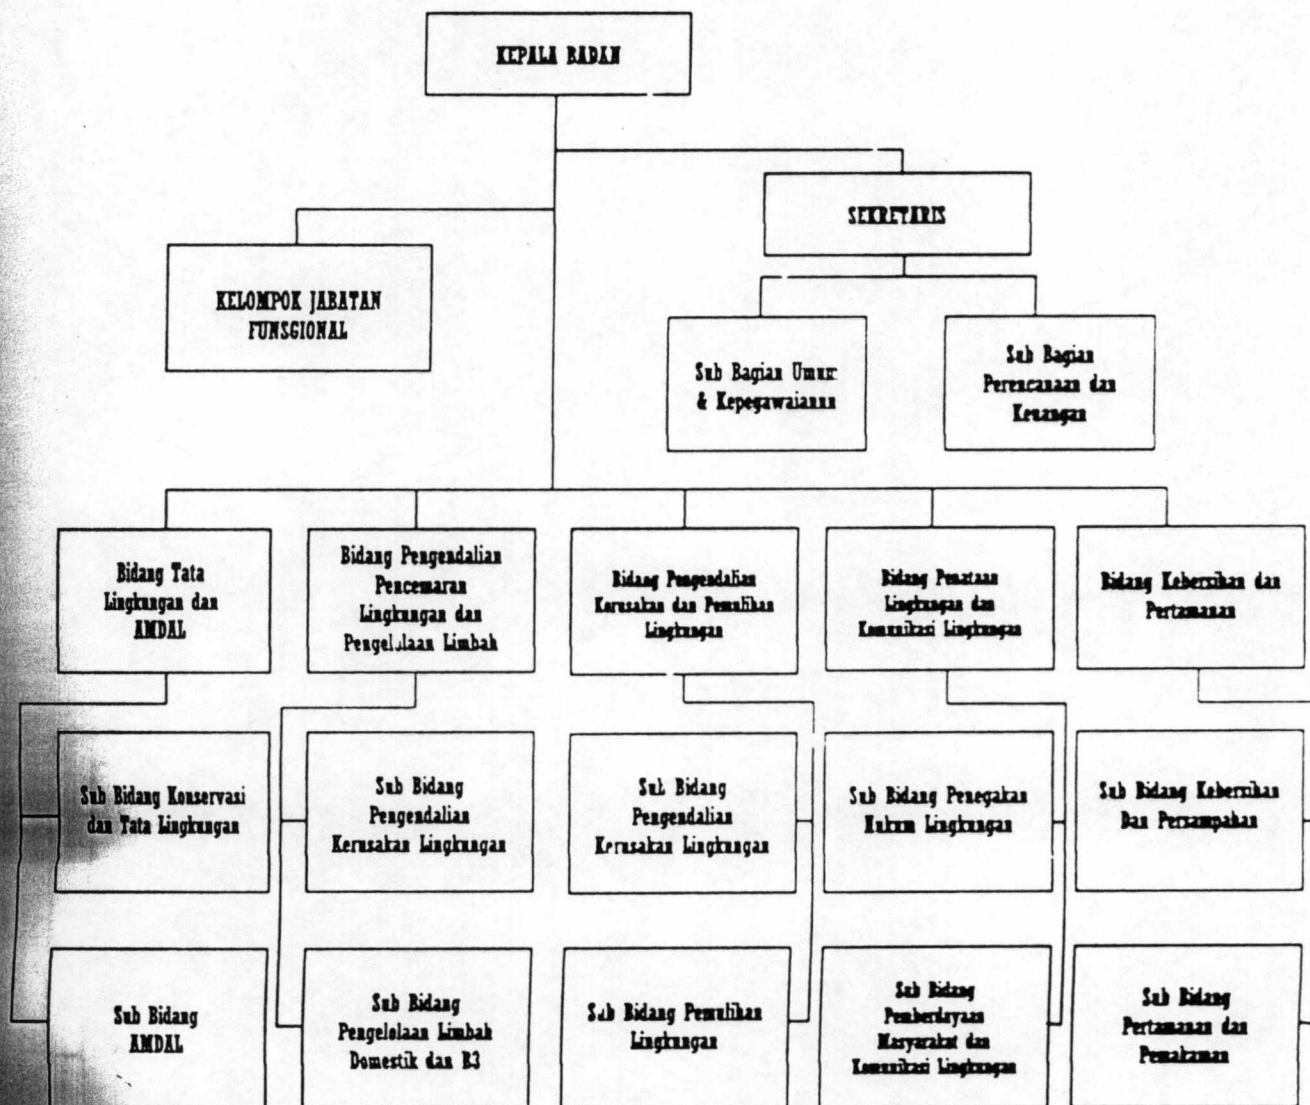 KEPALA BADAN
SEKRETARIS
KELOMPOK JABATAN
FUNSGIONAL
Sub Bagian Umum
& Kepegawaiann
Sub Bagian
Perencanaan dan
Keuangan
Bidang Tata
Lingkungan dan
AMDAL
Bidang Pengendalian
Pencemaran
Lingkungan dan
Pengelolaan Limbah
Bidang Pengendalian
Kerusakan dan Pemulihan
Lingkungan
Bidang Penataan
Lingkungan dan
Komunikasi Lingkungan
Bidang Kebersihan dan
Pertamanan
Sub Bidang Konservasi
dan Tata Lingkungan
Sub Bidang
Pengendalian
Kerusakan Lingkungan
Sub Bidang
Pengendalian
Kerusakan Lingkungan
Sub Bidang Penegakan
Hukum Lingkungan
Sub Bidang Kebersihan
Dan Persampahan
Sub Bidang
AMDAL
Sub Bidang
Pengelolaan Limbah
Domestik dan B3
Sub Bidang Pemulihan
Lingkungan
Sub Bidang
Pemberdayaan
Masyarakat dan
Komunikasi Lingkungan
Sub Bidang
Pertamanan dan
Pemakaman